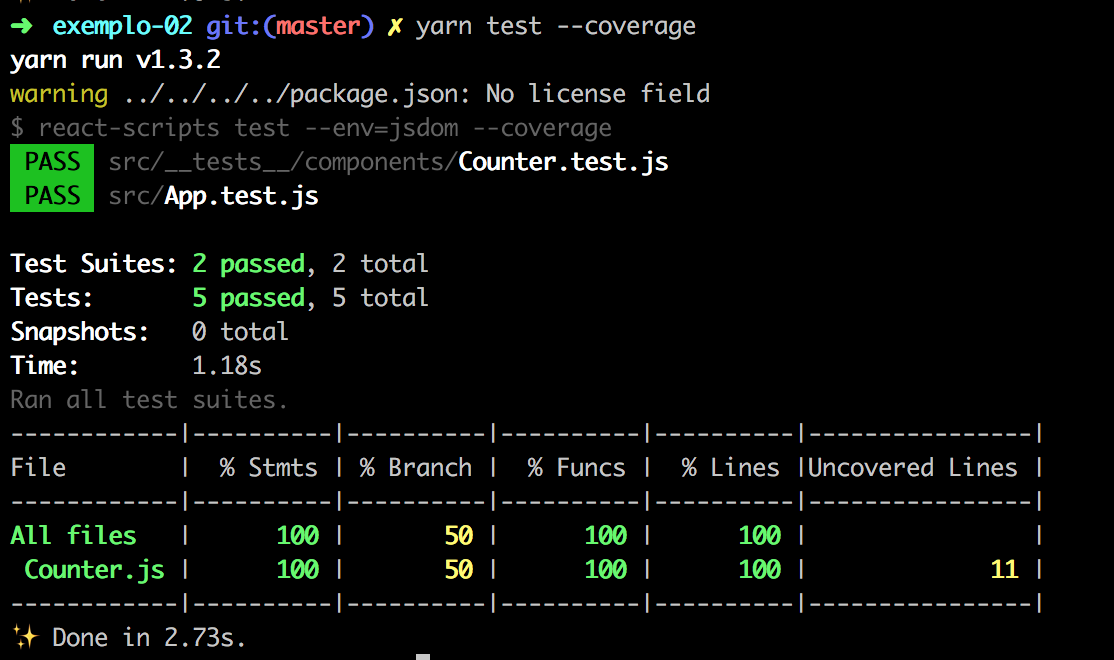 ➜ exemplo-02 git:(master) ✗ yarn test --coverage
yarn run v1.3.2
warning ../../../../package.json: No license field
$ react-scripts test --env=jsdom --coverage
PASS src/__tests__/components/Counter.test.js
PASS src/App.test.js
Test Suites: 2 passed, 2 total
Tests: 5 passed, 5 total
Snapshots: 0 total
Time: 1.18s
Ran all test suites.
------------|----------|----------|----------|----------|----------------|
File        |  % Stmts | % Branch |  % Funcs |  % Lines |Uncovered Lines |
------------|----------|----------|----------|----------|----------------|
All files   |      100 |       50 |      100 |      100 |                |
 Counter.js |      100 |       50 |      100 |      100 |             11 |
------------|----------|----------|----------|----------|----------------|
✨ Done in 2.73s.